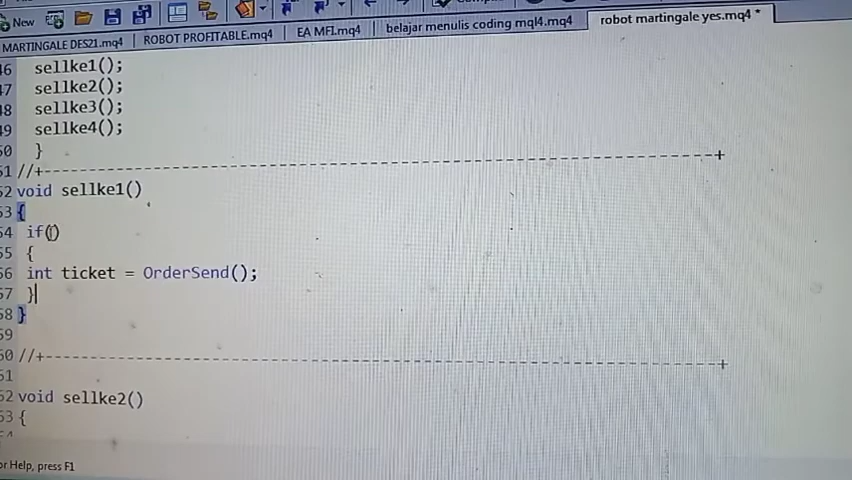 New
MARTINGALE DES21.mq4 ROBOT PROFITABLE.mq4 EA MFI.mq4 belajar menulis coding mql4.mq4 robot martingale yes.mq4 *
46 sellke1();
47 sellke2();
48 sellke3();
49 sellke4();
50 }
51 //+------------------------------------------------------------------+
52 void sellke1()
53 {
54 if()
55 {
56 int ticket = OrderSend();
57 }
58 }
59
60 //+------------------------------------------------------------------+
61
62 void sellke2()
63 {
or Help, press F1